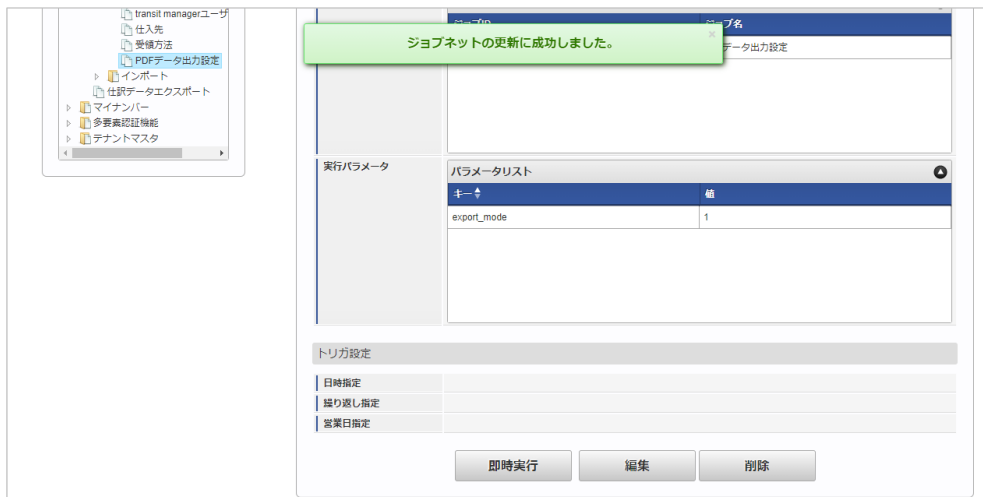 transit managerユーザ
仕入先
受領方法
PDFデータ出力設定
インポート
仕訳データエクスポート
マイナンバー
多要素認証機能
テナントマスタ
ジョブネットの更新に成功しました。
×
データ出力設定
実行パラメータ
パラメータリスト
キー
値
export_mode
1
トリガ設定
日時指定
繰り返し指定
営業日指定
即時実行
編集
削除